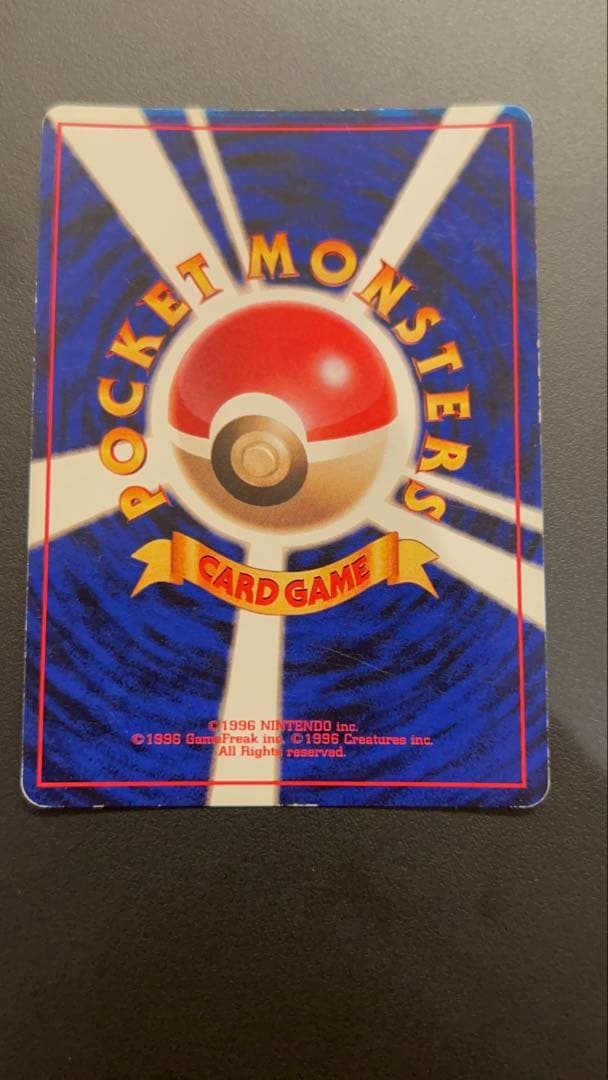 POCKET MONSTERS
CARD GAME
©1996 NINTENDO inc.
©1996 GameFreak inc. ©1996 Creatures inc.
All Rights reserved.